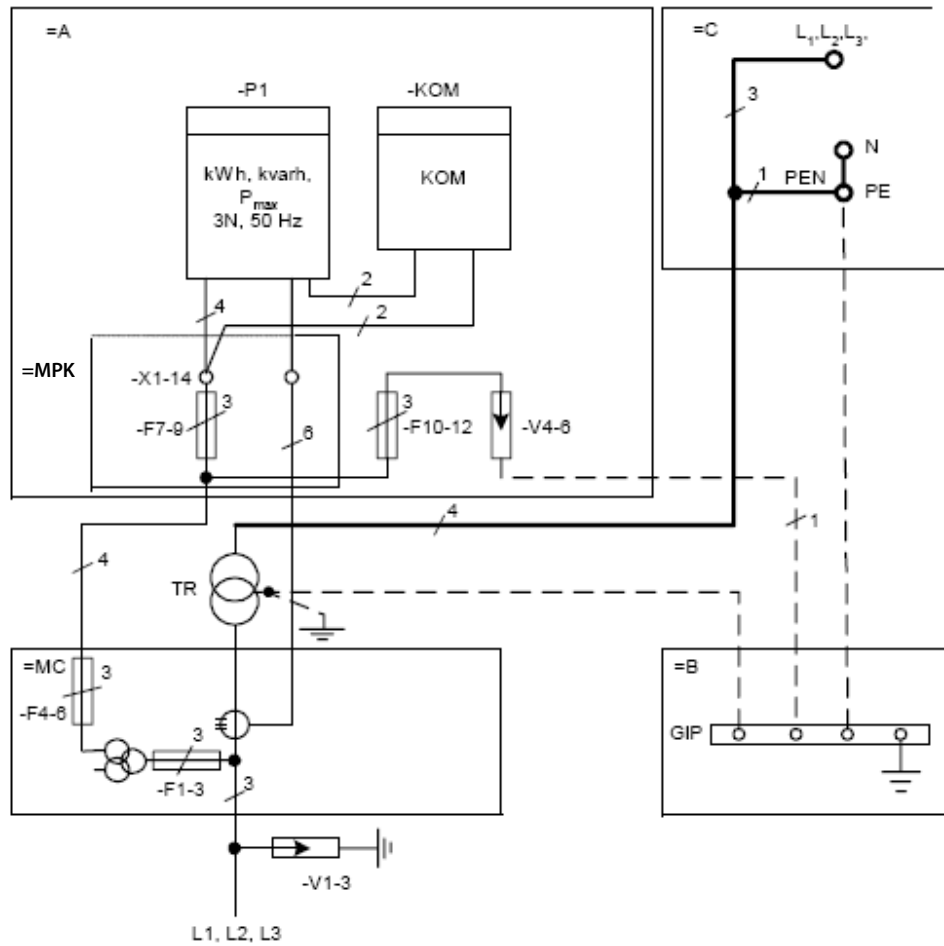 =A
-P1
-KOM
kWh, kvarh,
Pmax
3N, 50 Hz
KOM
2
4
2
=MPK
-X1-14
3
-F7-9
6
3
-F10-12
-V4-6
=C
L1,L2,L3,
3
N
1
PEN
PE
4
1
4
TR
=MC
3
-F4-6
3
-F1-3
3
-V1-3
L1, L2, L3
=B
GIP